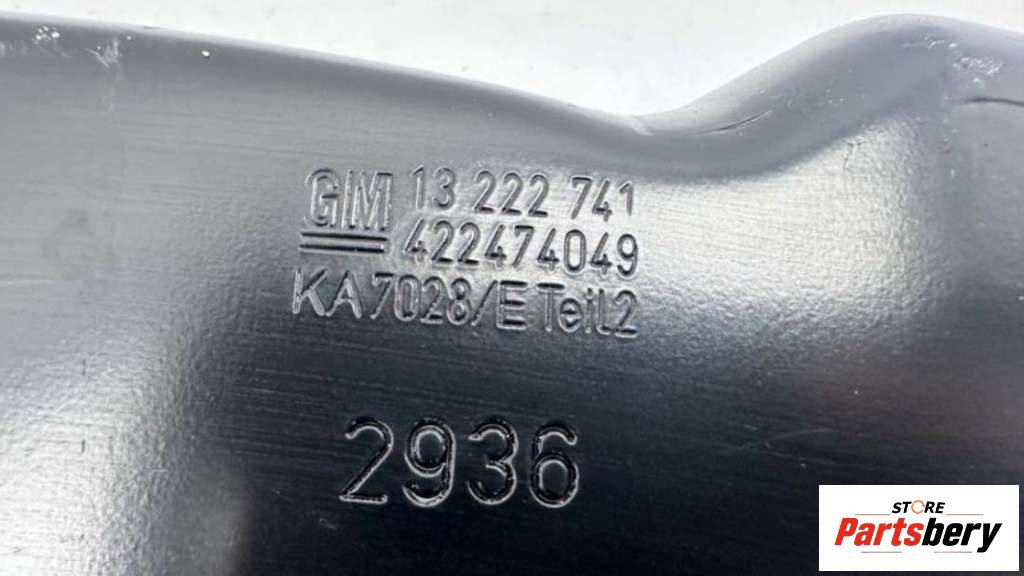 GM 13 222 741
422474049
KA7028/E Teil2
2936
STORE
Partsbery